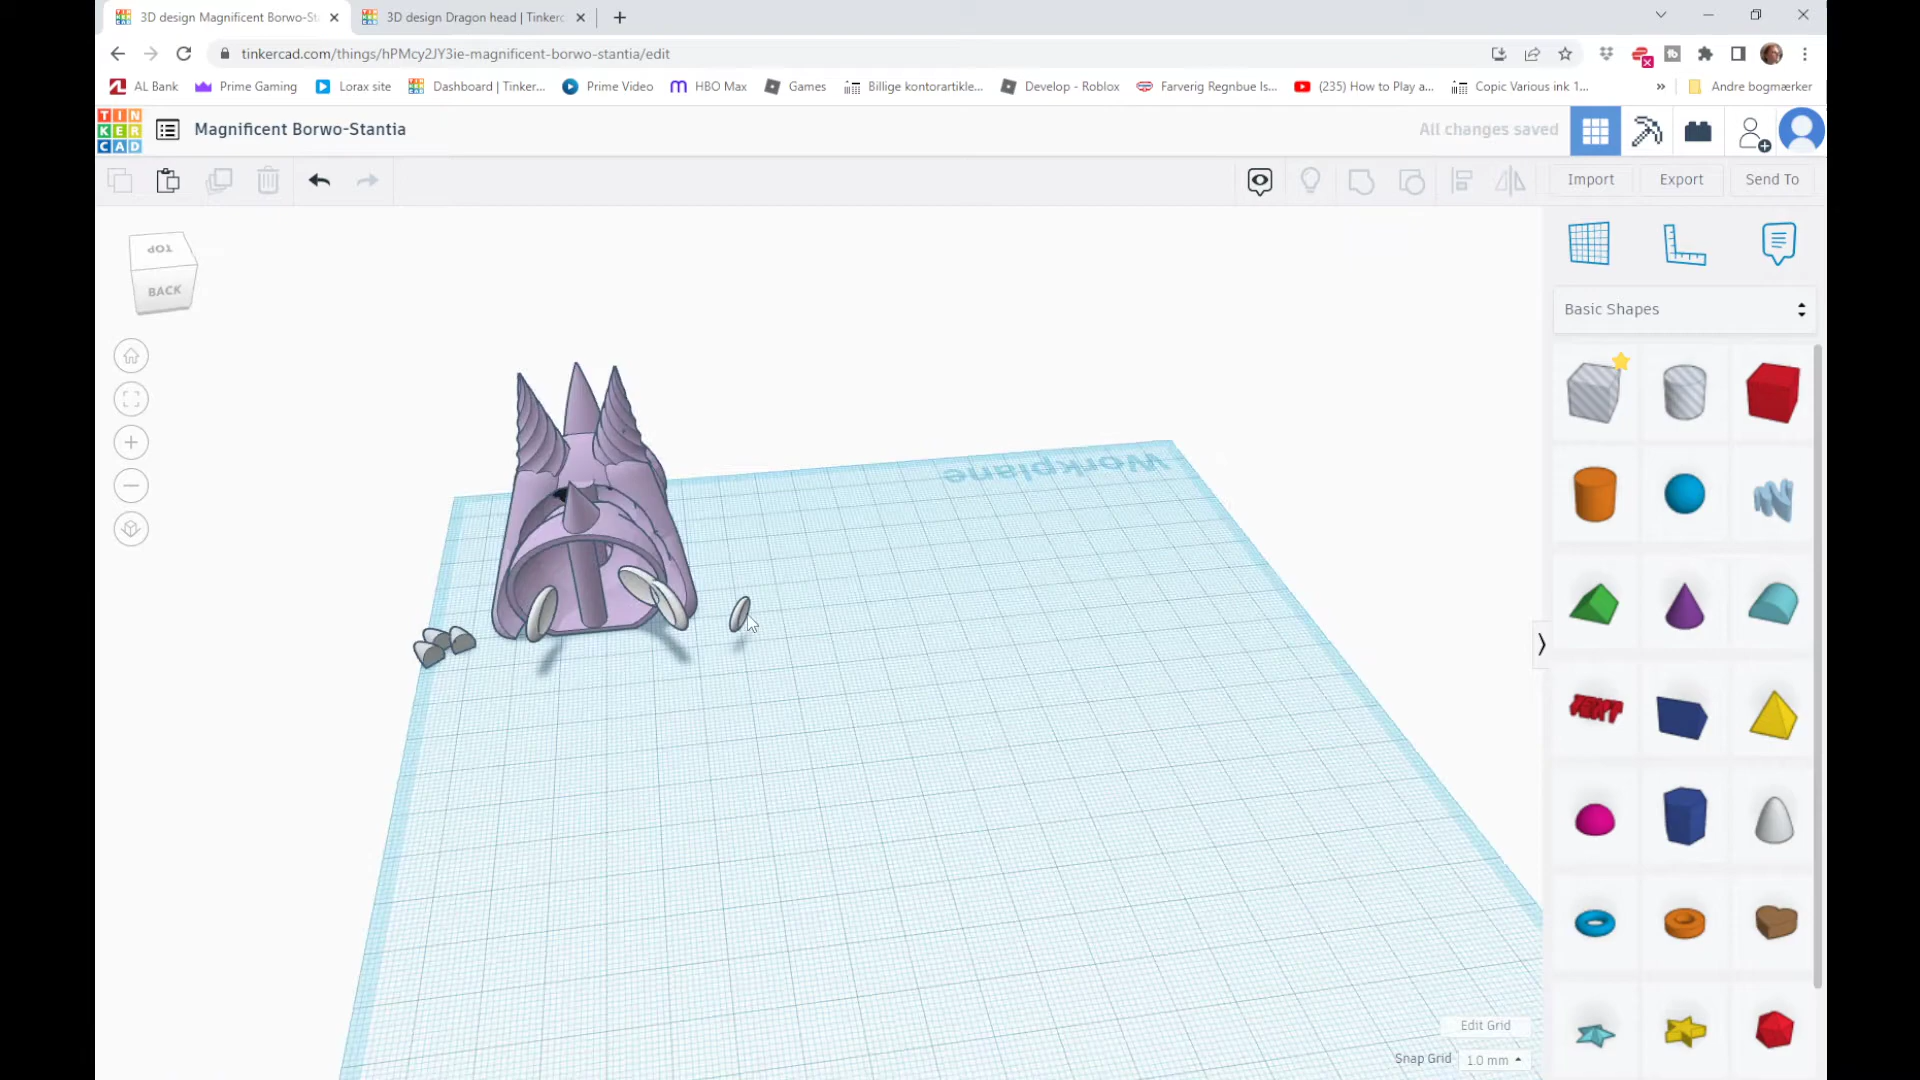 3D design Magnificent Borwo-Sta
3D design Dragon head | Tinkerc
tinkercad.com/things/hPMcy2JY3ie-magnificent-borwo-stantia/edit
AL Bank
Prime Gaming
Lorax site
Dashboard | Tinker...
Prime Video
HBO Max
Games
Billige kontorartikle...
Develop - Roblox
Farverig Regnbue Is...
(235) How to Play a...
Copic Various ink 1...
»
Andre bogmærker
TIN
KER
CAD
Magnificent Borwo-Stantia
All changes saved
Import
Export
Send To
TOP
BACK
Workplane
Basic Shapes
TEXT
Edit Grid
Snap Grid
1.0 mm